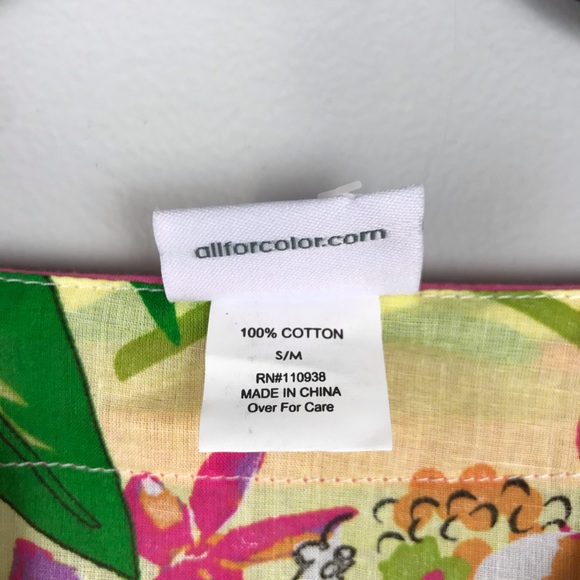 allforcolor.com
100% COTTON
S/M
RN#110938
MADE IN CHINA
Over For Care